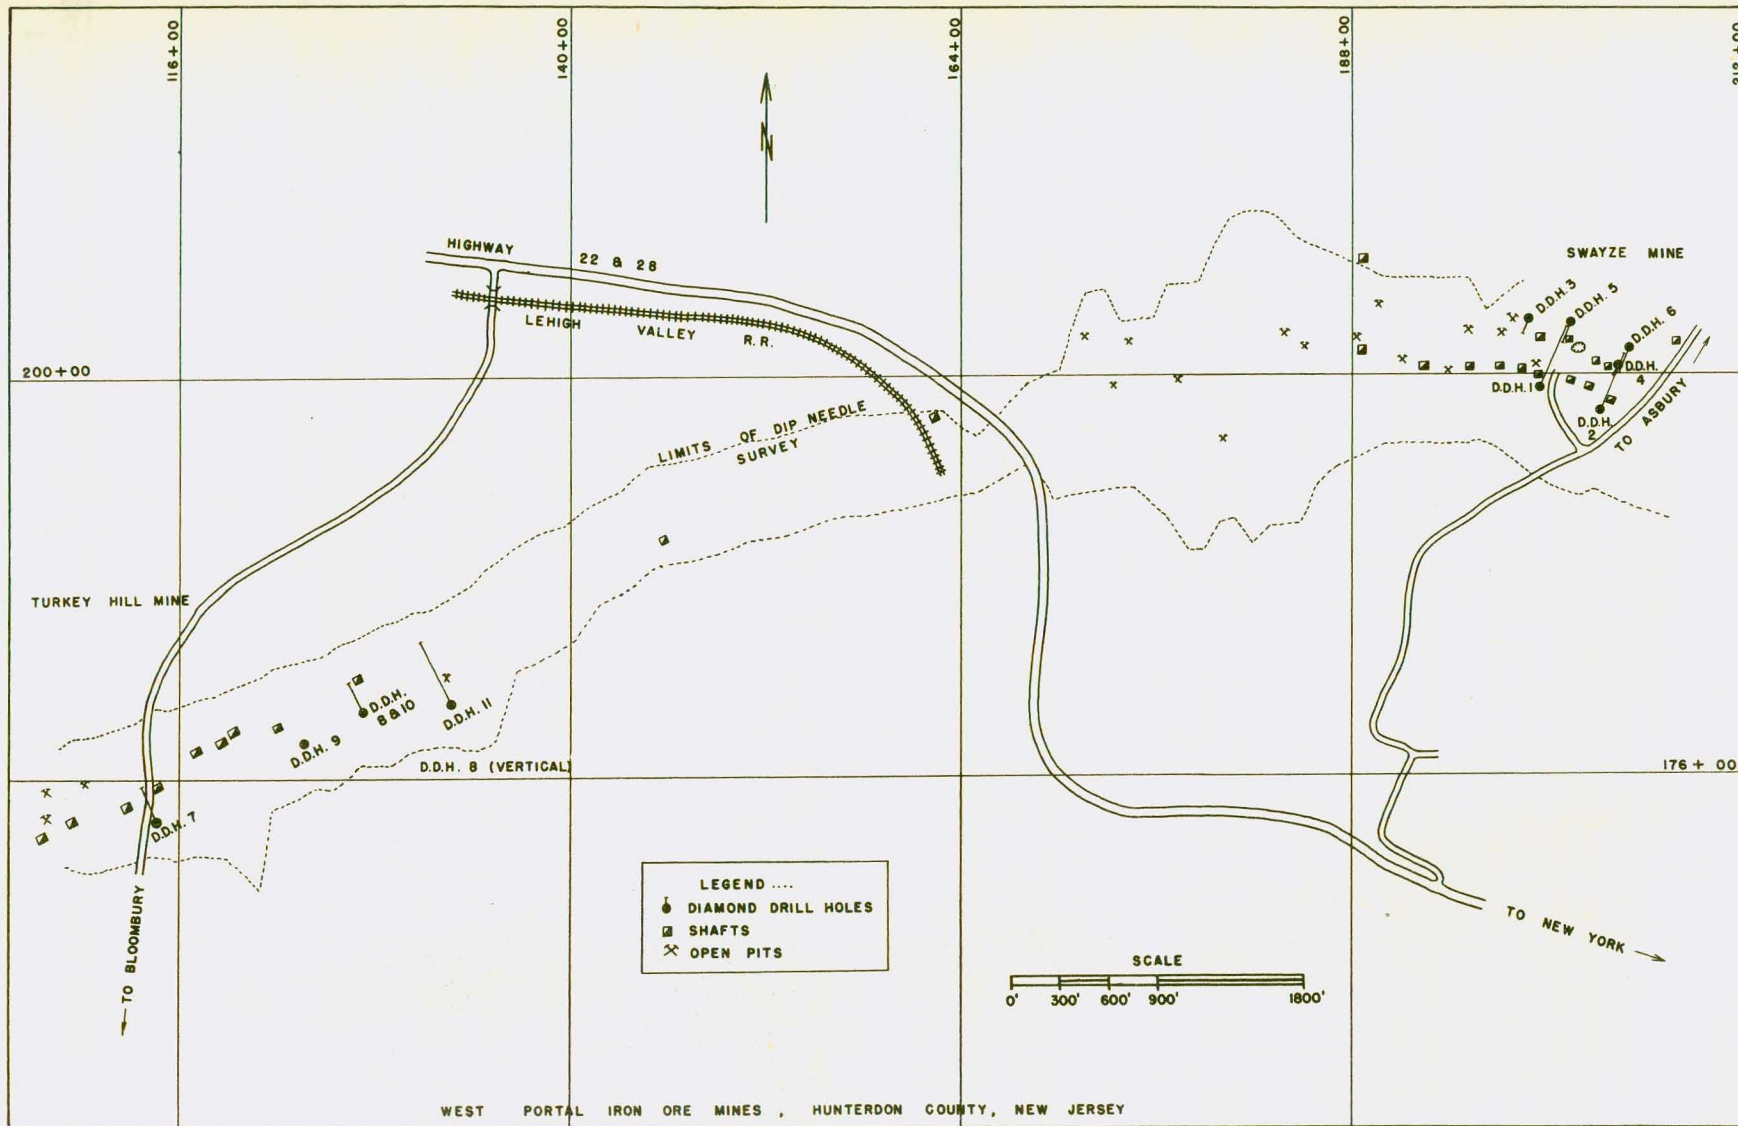 116+00
140+00
164+00
188+00
212+00
N
HIGHWAY 22 & 28
LEHIGH VALLEY R.R.
SWAYZE MINE
D.D.H. 3
D.D.H. 5
D.D.H. 6
200+00
D.D.H. 1
D.D.H. 4
D.D.H. 2
TO ASBURY
LIMITS OF DIP NEEDLE
SURVEY
TURKEY HILL MINE
D.D.H.
8 & 10
D.D.H. 11
D.D.H. 9
D.D.H. 8 (VERTICAL)
176+00
D.D.H. 7
TO BLOOMBURY
LEGEND ....
DIAMOND DRILL HOLES
SHAFTS
OPEN PITS
TO NEW YORK
SCALE
0' 300' 600' 900' 1800'
WEST PORTAL IRON ORE MINES , HUNTERDON COUNTY, NEW JERSEY